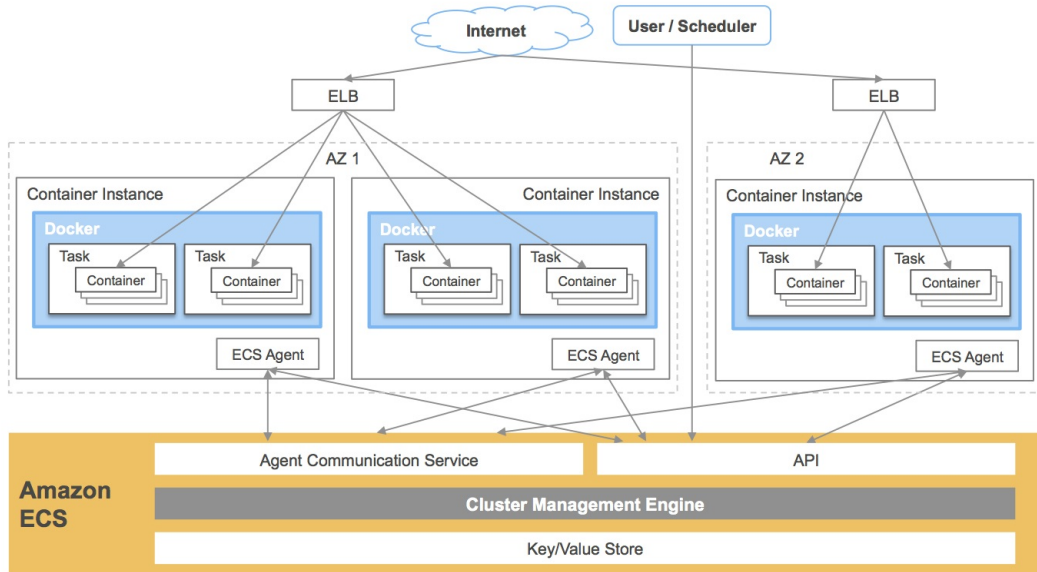 Internet
User / Scheduler
ELB
ELB
AZ 1
AZ 2
Container Instance
Docker
Task
Container
Task
Container
ECS Agent
Container Instance
Docker
Task
Container
Task
Container
ECS Agent
Container Instance
Docker
Task
Container
Task
Container
ECS Agent
Amazon
ECS
Agent Communication Service
API
Cluster Management Engine
Key/Value Store